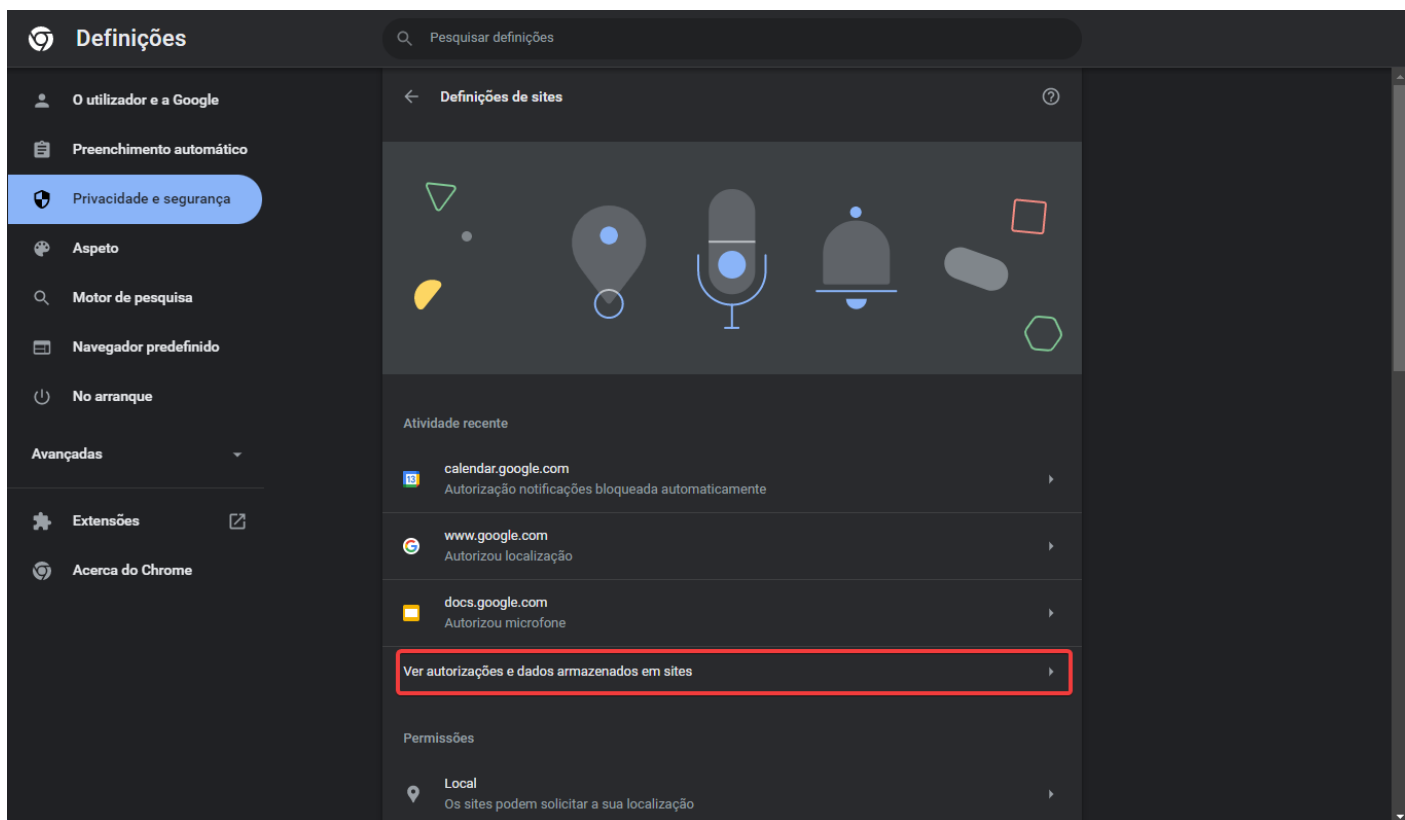 Definições
Pesquisar definições
O utilizador e a Google
Preenchimento automático
Privacidade e segurança
Aspeto
Motor de pesquisa
Navegador predefinido
No arranque
Avançadas
Extensões
Acerca do Chrome
Definições de sites
Atividade recente
13
calendar.google.com
Autorização notificações bloqueada automaticamente
www.google.com
Autorizou localização
docs.google.com
Autorizou microfone
Ver autorizações e dados armazenados em sites
Permissões
Local
Os sites podem solicitar a sua localização